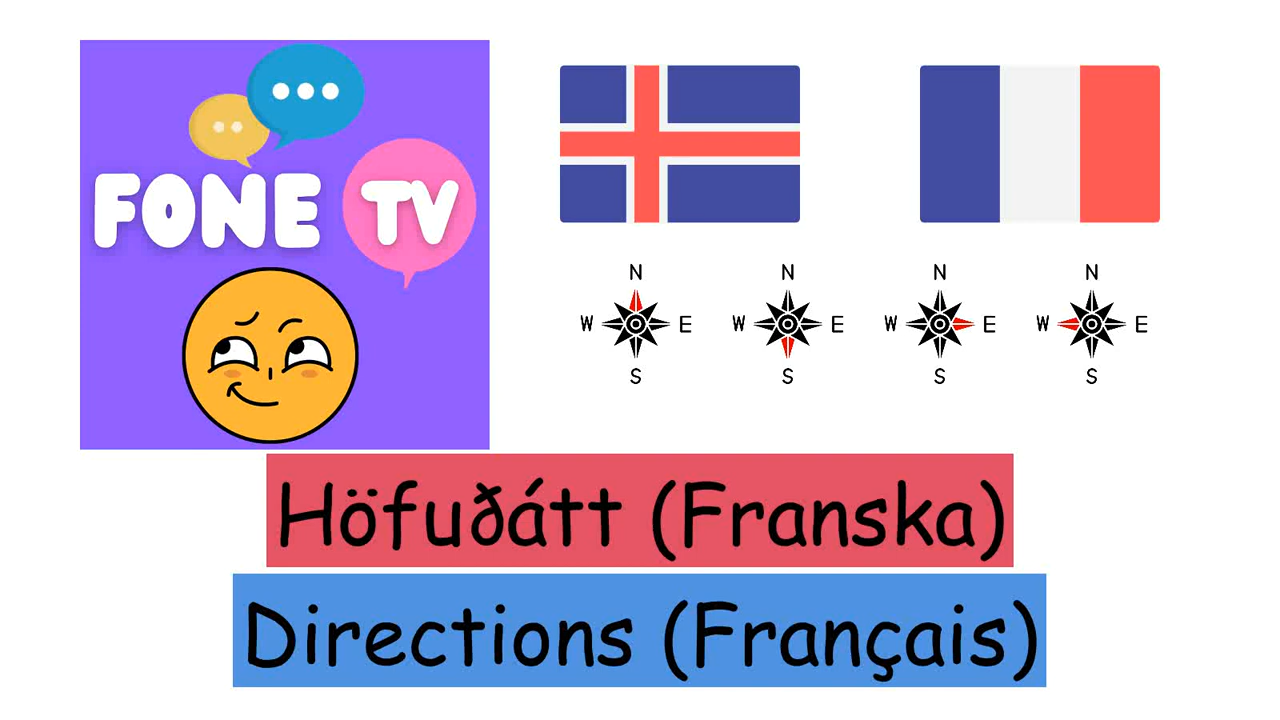 FONE TV
N N N N
W E W E W E W E
S S S S
Höfuðátt (Franska)
Directions (Français)